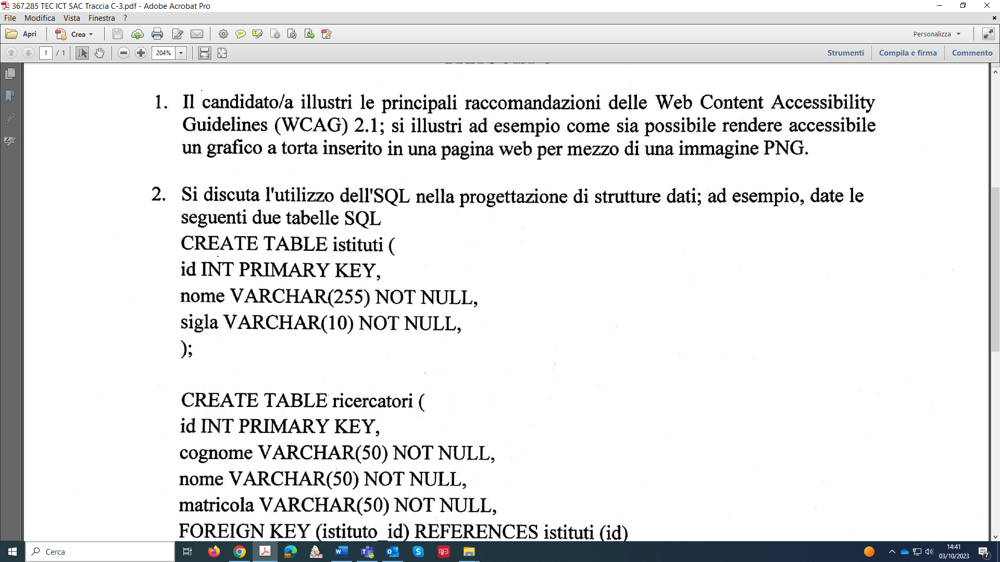 367.285 TEC ICT SAC Traccia C-3.pdf - Adobe Acrobat Pro
File Modifica Vista Finestra ?
Apri Crea Personalizza
1 / 1 204% Strumenti Compila e firma Commento
1. Il candidato/a illustri le principali raccomandazioni delle Web Content Accessibility
Guidelines (WCAG) 2.1; si illustri ad esempio come sia possibile rendere accessibile
un grafico a torta inserito in una pagina web per mezzo di una immagine PNG.
2. Si discuta l'utilizzo dell'SQL nella progettazione di strutture dati; ad esempio, date le
seguenti due tabelle SQL
CREATE TABLE istituti (
id INT PRIMARY KEY,
nome VARCHAR(255) NOT NULL,
sigla VARCHAR(10) NOT NULL,
);
CREATE TABLE ricercatori (
id INT PRIMARY KEY,
cognome VARCHAR(50) NOT NULL,
nome VARCHAR(50) NOT NULL,
matricola VARCHAR(50) NOT NULL,
FOREIGN KEY (istituto_id) REFERENCES istituti (id)
Cerca
14:41
03/10/2023
7